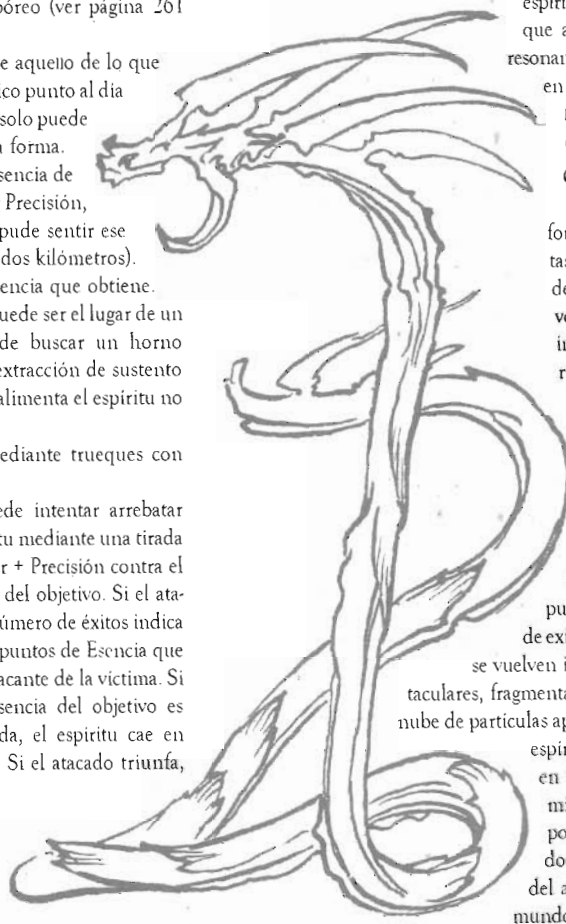 póreo (ver página 261
e aquello de lo que
ico punto al dia
solo puede
a forma.
sencia de
Precisión,
pude sentir ese
dos kilómetros).
encia que obtiene.
uede ser el lugar de un
de buscar un horno
extracción de sustento
alimenta el espíritu no
ediante trueques con
ede intentar arrebatar
tu mediante una tirada
r + Precisión contra el
del objetivo. Si el ata-
úmero de éxitos indica
puntos de Esencia que
acante de la víctima. Si
sencia del objetivo es
da, el espiritu cae en
Si el atacado triunfa,
espíri
que a
resonan
en
for
tas
de
ve
in
r
pu
de exi
se vuelven i
taculares, fragmenta
nube de partículas ap
espír
en
mi
po
do
del a
mundo